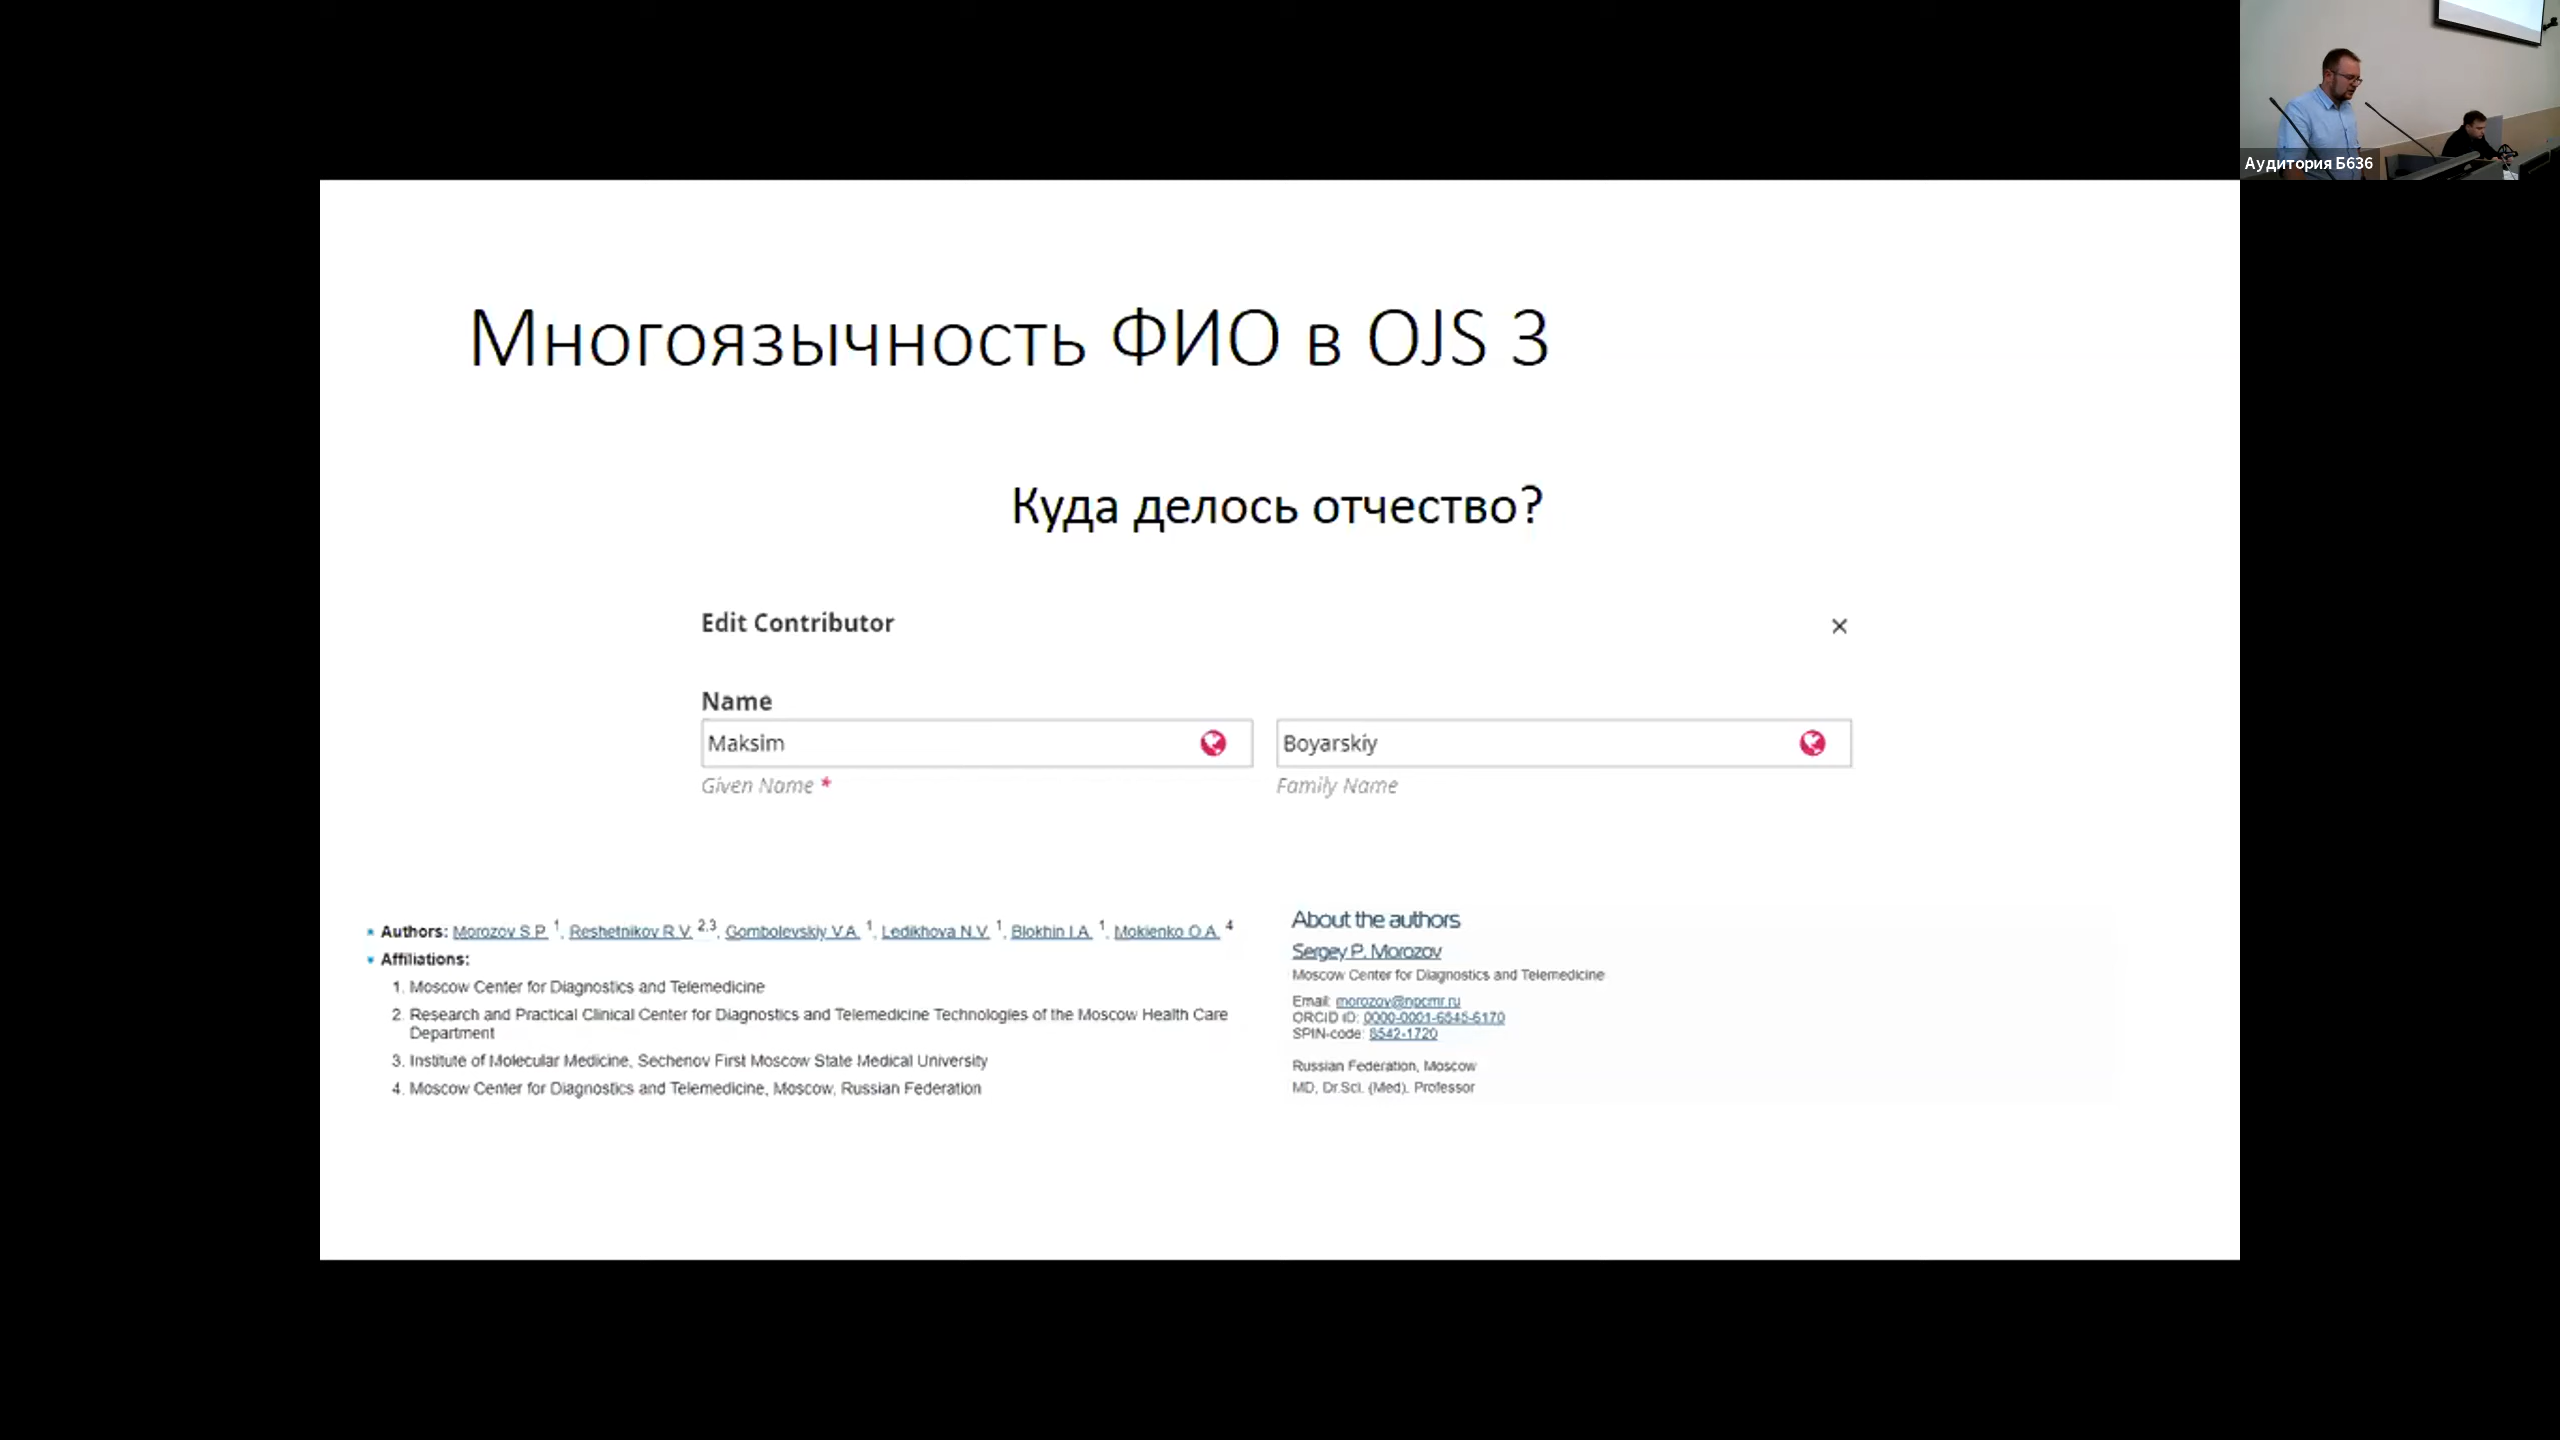 Аудитория Б636
Многоязычность ФИО в OJS 3
Куда делось отчество?
Edit Contributor
Name
Maksim
Boyarskiy
Given Name *
Family Name
Authors: Morozov S.P. 1, Reshetnikov R.V. 2,3, Gombolevskiy V.A. 1, Ledikhova N.V. 1, Blokhin I.A. 1, Mokienko O.A. 4
Affiliations:
1. Moscow Center for Diagnostics and Telemedicine
2. Research and Practical Clinical Center for Diagnostics and Telemedicine Technologies of the Moscow Health Care
Department
3. Institute of Molecular Medicine, Sechenov First Moscow State Medical University
4. Moscow Center for Diagnostics and Telemedicine, Moscow, Russian Federation
About the authors
Sergey P. Morozov
Moscow Center for Diagnostics and Telemedicine
Email: morozov@npcmr.ru
ORCID iD: 0000-0001-6545-6170
SPIN-code: 8542-1720
Russian Federation, Moscow
MD, Dr.Sci. (Med), Professor